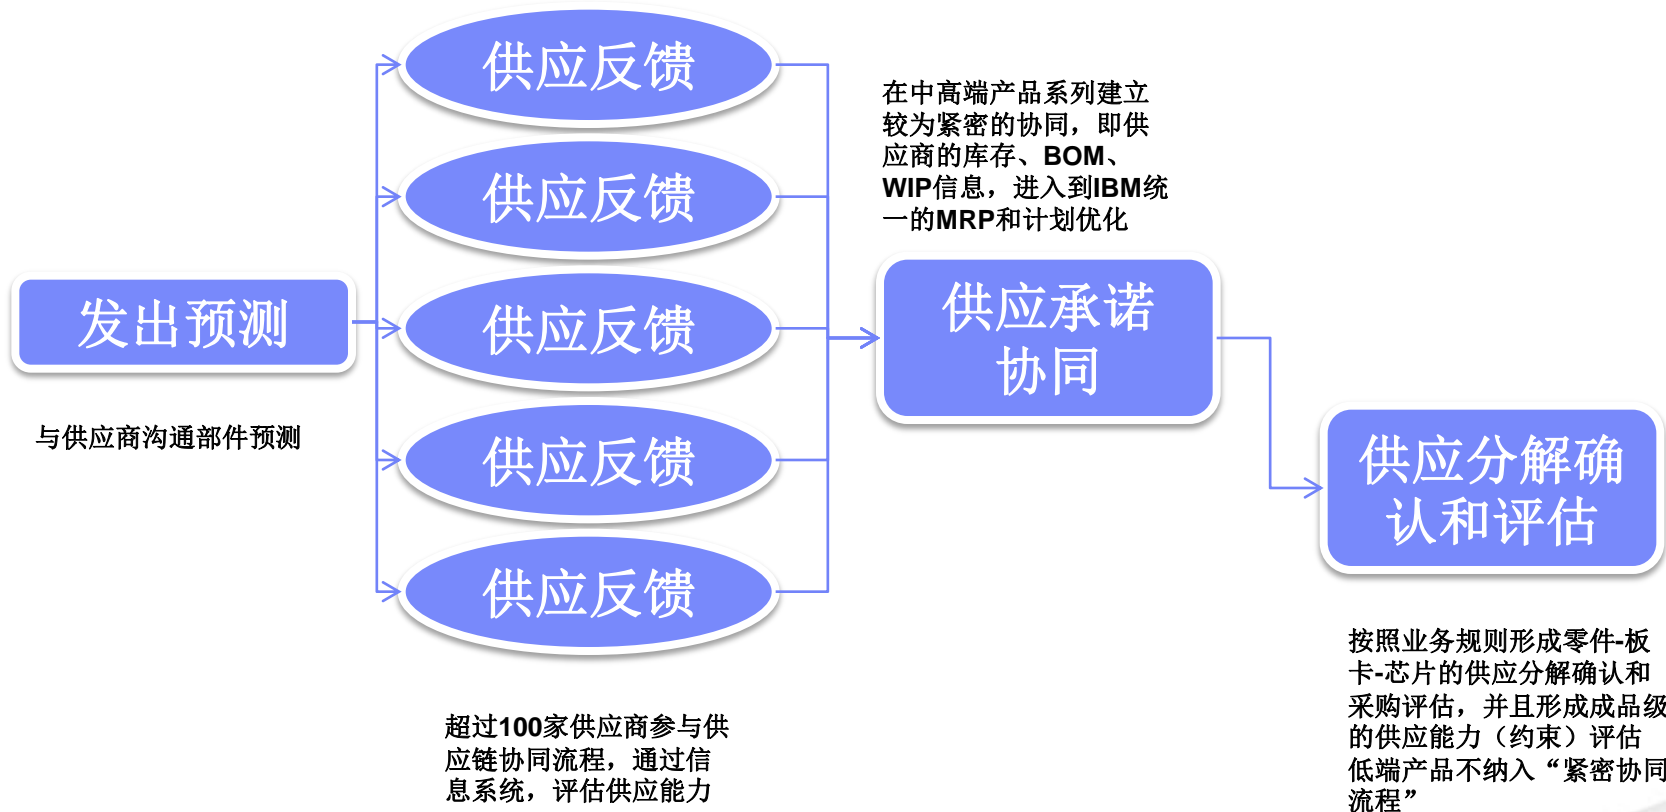 发出预测
与供应商沟通部件预测
供应反馈
供应反馈
供应反馈
供应反馈
供应反馈
超过100家供应商参与供
应链协同流程，通过信
息系统，评估供应能力
在中高端产品系列建立
较为紧密的协同，即供
应商的库存、BOM、
WIP信息，进入到IBM统
一的MRP和计划优化
供应承诺
协同
供应分解确
认和评估
按照业务规则形成零件-板
卡-芯片的供应分解确认和
采购评估，并且形成成品级
的供应能力（约束）评估
低端产品不纳入“紧密协同
流程”